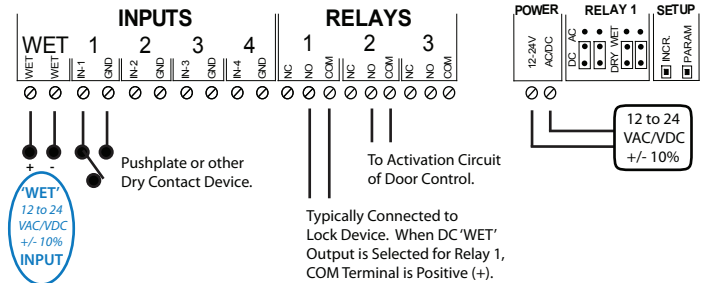 INPUTS
RELAYS
POWER
RELAY 1
SETUP
WET 1 2 3 4 1 2 3
WET WET IN-1 GND IN-2 GND IN-3 GND IN-4 GND NC NO COM NC NO COM NC NO COM
12-24V
AC/DC
DC AC
DRY WET
INCR.
PARAM
+ -
Pushplate or other
Dry Contact Device.
To Activation Circuit
of Door Control.
12 to 24
VAC/VDC
+/- 10%
'WET'
12 to 24
VAC/VDC
+/- 10%
INPUT
Typically Connected to
Lock Device. When DC 'WET'
Output is Selected for Relay 1,
COM Terminal is Positive (+).